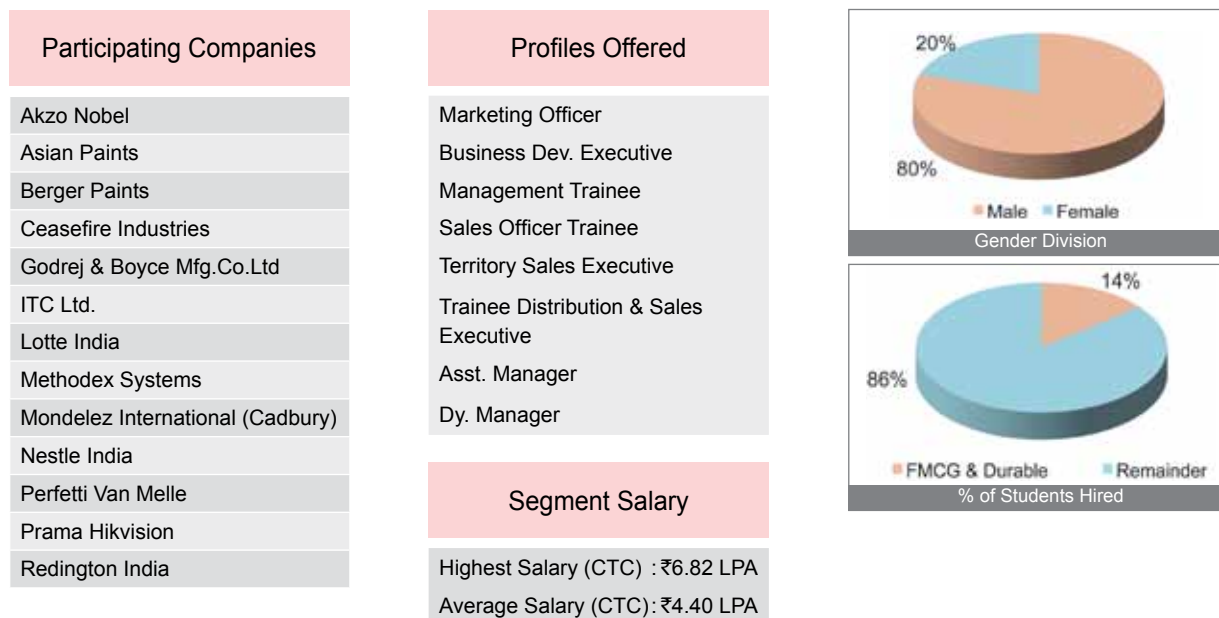 Participating Companies
Akzo Nobel
Asian Paints
Berger Paints
Ceasefire Industries
Godrej & Boyce Mfg.Co.Ltd
ITC Ltd.
Lotte India
Methodex Systems
Mondelez International (Cadbury)
Nestle India
Perfetti Van Melle
Prama Hikvision
Redington India
Profiles Offered
Marketing Officer
Business Dev. Executive
Management Trainee
Sales Officer Trainee
Territory Sales Executive
Trainee Distribution & Sales
Executive
Asst. Manager
Dy. Manager
Segment Salary
Highest Salary (CTC) : ₹6.82 LPA
Average Salary (CTC) : ₹4.40 LPA
20%
80%
Male Female
Gender Division
14%
86%
FMCG & Durable Remainder
% of Students Hired